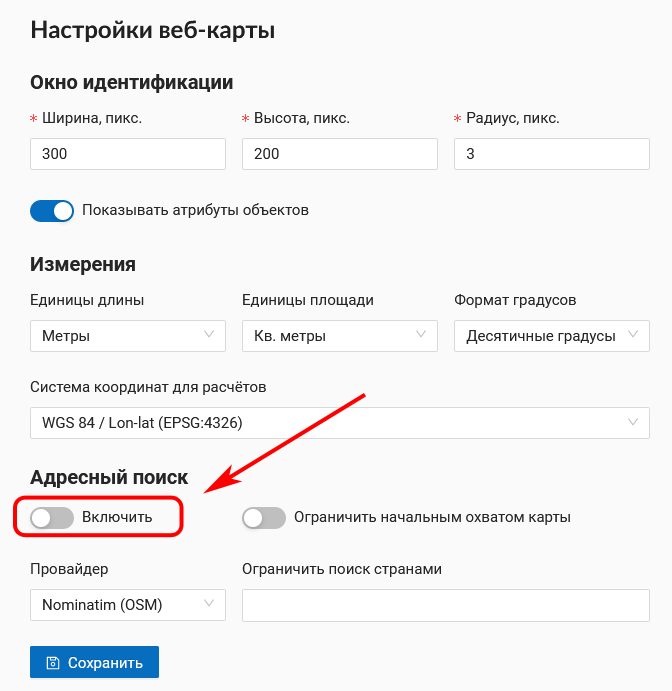 Настройки веб-карты
Окно идентификации
* Ширина, пикс. * Высота, пикс. * Радиус, пикс.
300 200 3
Показывать атрибуты объектов
Измерения
Единицы длины Единицы площади Формат градусов
Метры Кв. метры Десятичные градусы
Система координат для расчётов
WGS 84 / Lon-lat (EPSG:4326)
Адресный поиск
Включить Ограничить начальным охватом карты
Провайдер Ограничить поиск странами
Nominatim (OSM)
Сохранить